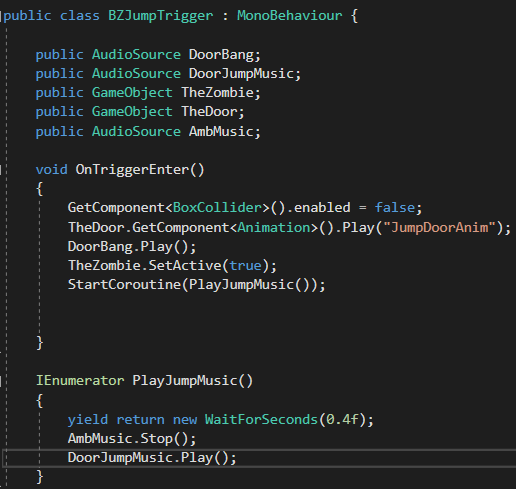 public class BZJumpTrigger : MonoBehaviour {
public AudioSource DoorBang;
public AudioSource DoorJumpMusic;
public GameObject TheZombie;
public GameObject TheDoor;
public AudioSource AmbMusic;
void OnTriggerEnter()
{
GetComponent<BoxCollider>().enabled = false;
TheDoor.GetComponent<Animation>().Play("JumpDoorAnim");
DoorBang.Play();
TheZombie.SetActive(true);
StartCoroutine(PlayJumpMusic());
}
IEnumerator PlayJumpMusic()
{
yield return new WaitForSeconds(0.4f);
AmbMusic.Stop();
DoorJumpMusic.Play();
}